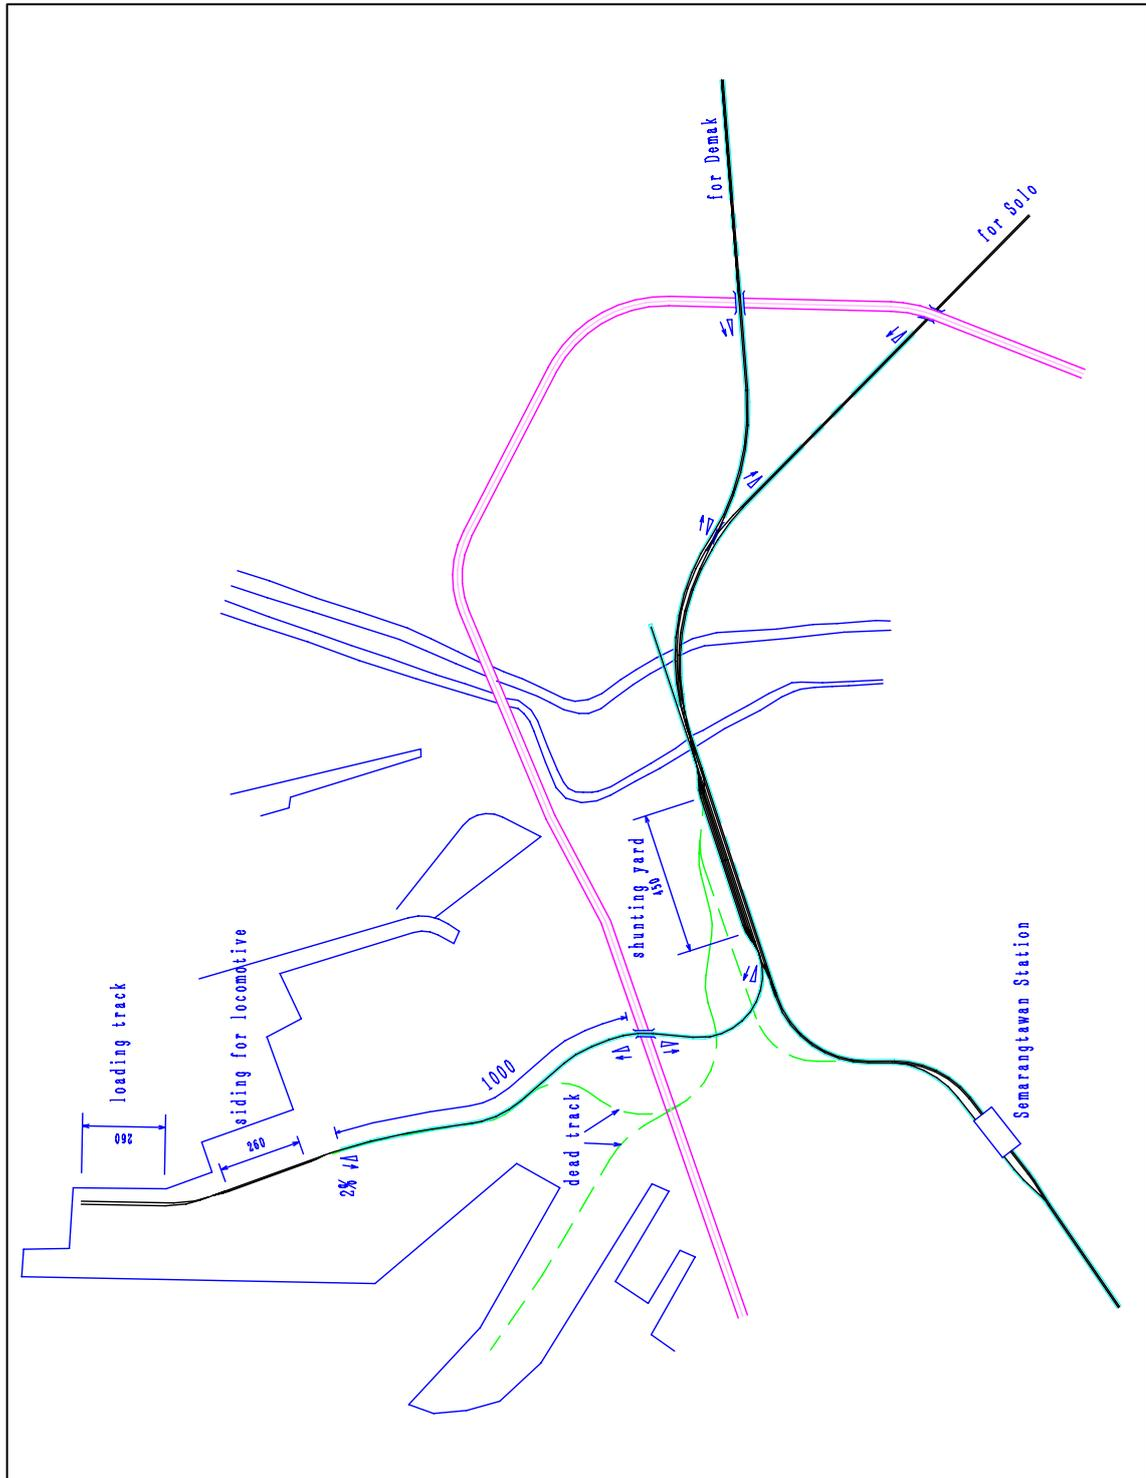 for Demak
for Solo
shunting yard
450
siding for locomotive
loading track
Semarangtawan Station
1000
dead track
260
260
2%